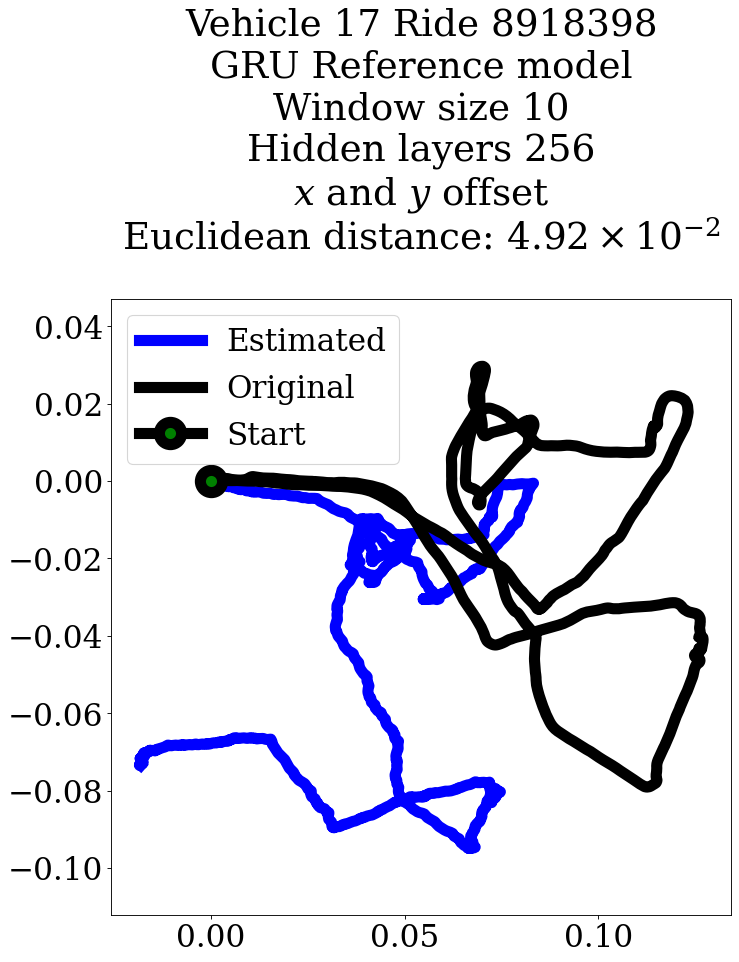 Vehicle 17 Ride 8918398
GRU Reference model
Window size 10
Hidden layers 256
x and y offset
Euclidean distance: 4.92 × 10⁻²
Estimated
Original
Start
0.04
0.02
0.00
−0.02
−0.04
−0.06
−0.08
−0.10
0.00 0.05 0.10